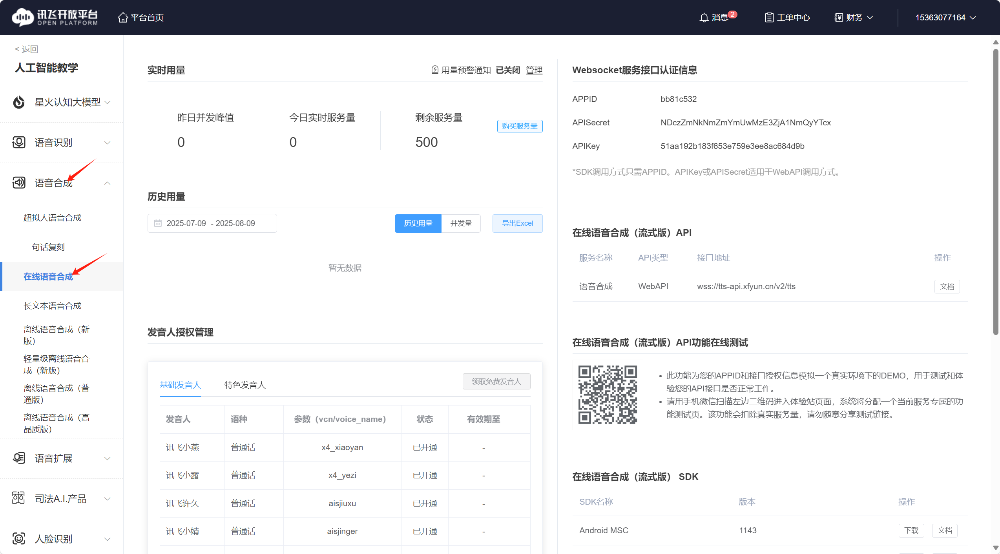 讯飞开放平台
OPEN PLATFORM
平台首页
消息 2
工单中心
财务
15363077164
< 返回
人工智能教学
星火认知大模型
语音识别
语音合成
超拟人语音合成
一句话复刻
在线语音合成
长文本语音合成
离线语音合成（新
版）
轻量级离线语音合
成（新版）
离线语音合成（普
通版）
离线语音合成（高
品质版）
语音扩展
司法A.I.产品
人脸识别
实时用量
用量预警通知 已关闭 管理
昨日并发峰值
0
今日实时服务量
0
剩余服务量
500
购买服务量
历史用量
2025-07-09 - 2025-08-09
历史用量 并发量 导出Excel
暂无数据
发音人授权管理
基础发音人 特色发音人 领取免费发音人
发音人 语种 参数（vcn/voice_name） 状态 有效期至
讯飞小燕 普通话 x4_xiaoyan 已开通 -
讯飞小露 普通话 x4_yezi 已开通 -
讯飞许久 普通话 aisjiuxu 已开通 -
讯飞小婧 普通话 aisjinger 已开通 -
Websocket服务接口认证信息
APPID bb81c532
APISecret NDczZmNkNmZmYmUwMzE3ZjA1NmQyYTcx
APIKey 51aa192b183f653e759e3ee8ac684d9b
*SDK调用方式只需APPID。APIKey或APISecret适用于WebAPI调用方式。
在线语音合成（流式版）API
服务名称 API类型 接口地址 操作
语音合成 WebAPI wss://tts-api.xfyun.cn/v2/tts 文档
在线语音合成（流式版）API功能在线测试
• 此功能为您的APPID和接口授权信息模拟一个真实环境下的DEMO，用于测试和体
验您的API接口是否正常工作。
• 请用手机微信扫描左边二维码进入体验站页面，系统将分配一个当前服务专属的功
能测试页。该功能会扣除真实服务量，请勿随意分享测试链接。
在线语音合成（流式版） SDK
SDK名称 版本 操作
Android MSC 1143 下载 文档